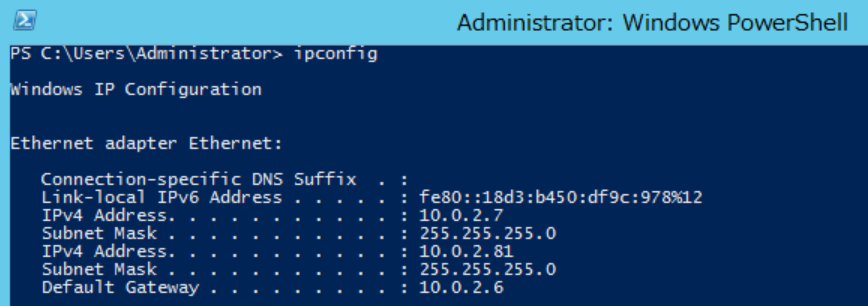 Administrator: Windows PowerShell
PS C:\Users\Administrator> ipconfig
Windows IP Configuration
Ethernet adapter Ethernet:
Connection-specific DNS Suffix . :
Link-local IPv6 Address . . . . . : fe80::18d3:b450:df9c:978%12
IPv4 Address. . . . . . . . . . . : 10.0.2.7
Subnet Mask . . . . . . . . . . . : 255.255.255.0
IPv4 Address. . . . . . . . . . . : 10.0.2.81
Subnet Mask . . . . . . . . . . . : 255.255.255.0
Default Gateway . . . . . . . . . : 10.0.2.6